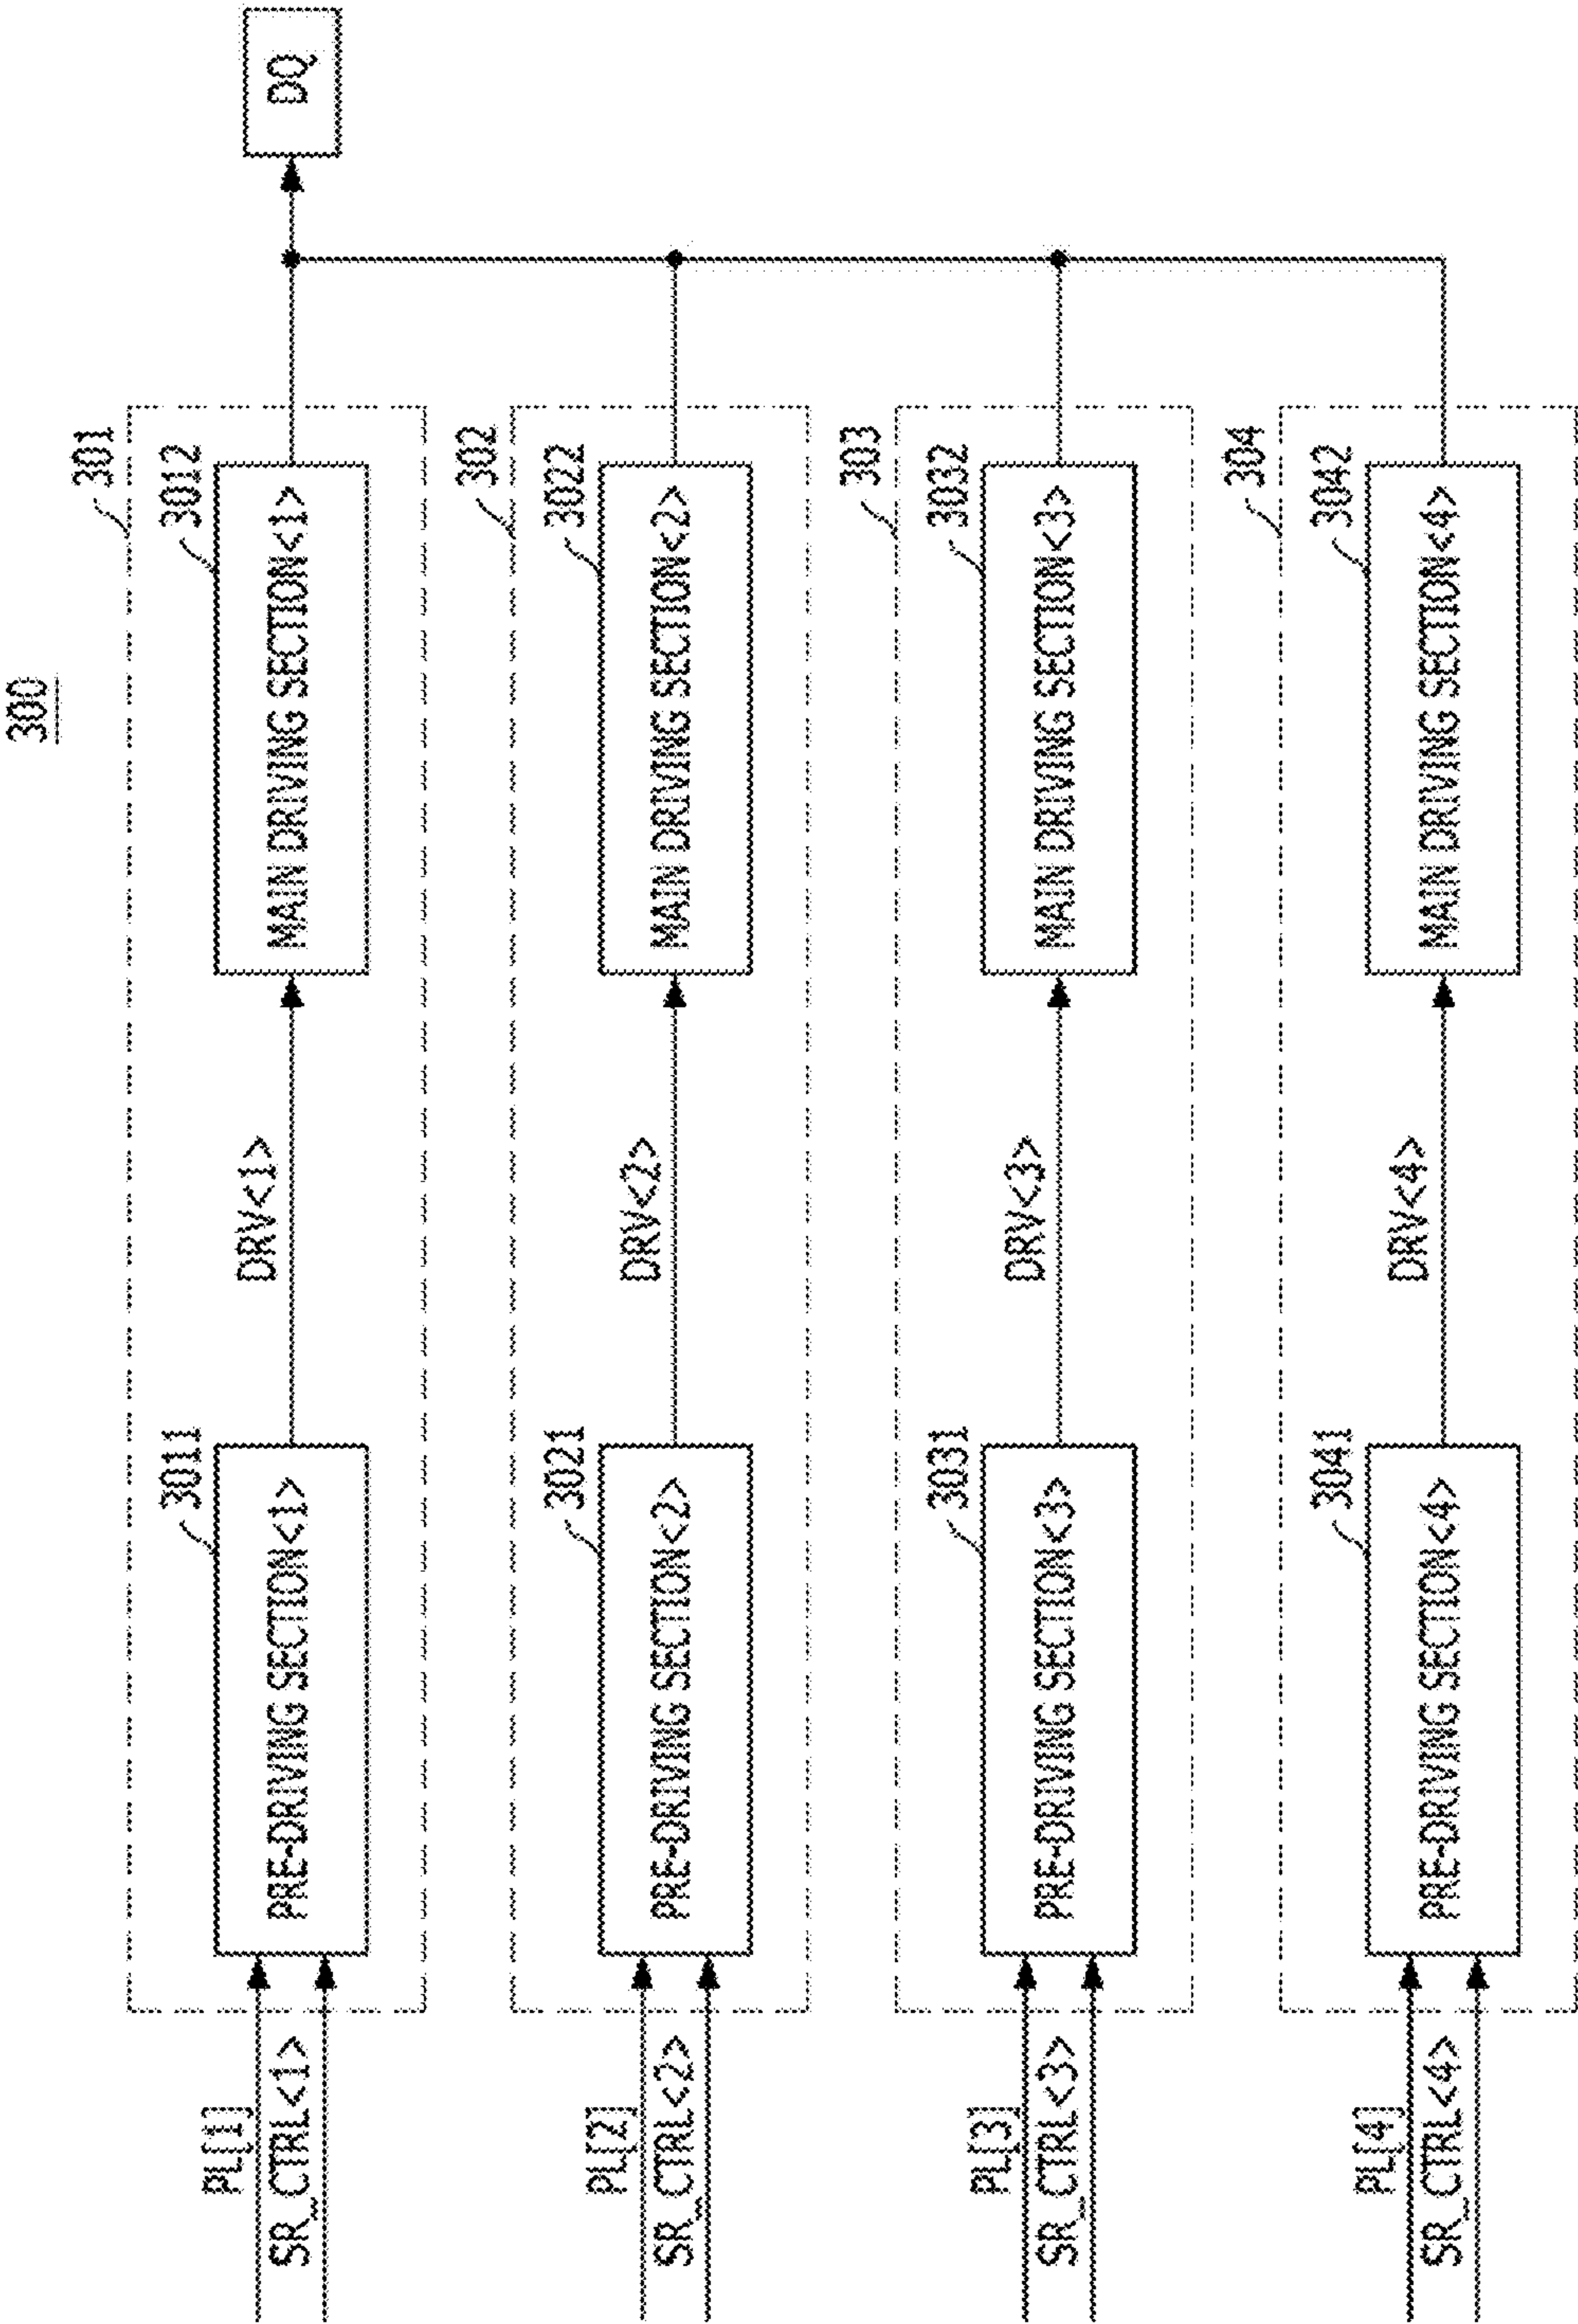 300
301
3011
3012
PL[1]
SR_CTRL<1>
PRE-DRIVING SECTION<1>
DRV<1>
MAIN DRIVING SECTION<1>
DQ
302
3021
3022
PL[2]
SR_CTRL<2>
PRE-DRIVING SECTION<2>
DRV<2>
MAIN DRIVING SECTION<2>
303
3031
3032
PL[3]
SR_CTRL<3>
PRE-DRIVING SECTION<3>
DRV<3>
MAIN DRIVING SECTION<3>
304
3041
3042
PL[4]
SR_CTRL<4>
PRE-DRIVING SECTION<4>
DRV<4>
MAIN DRIVING SECTION<4>